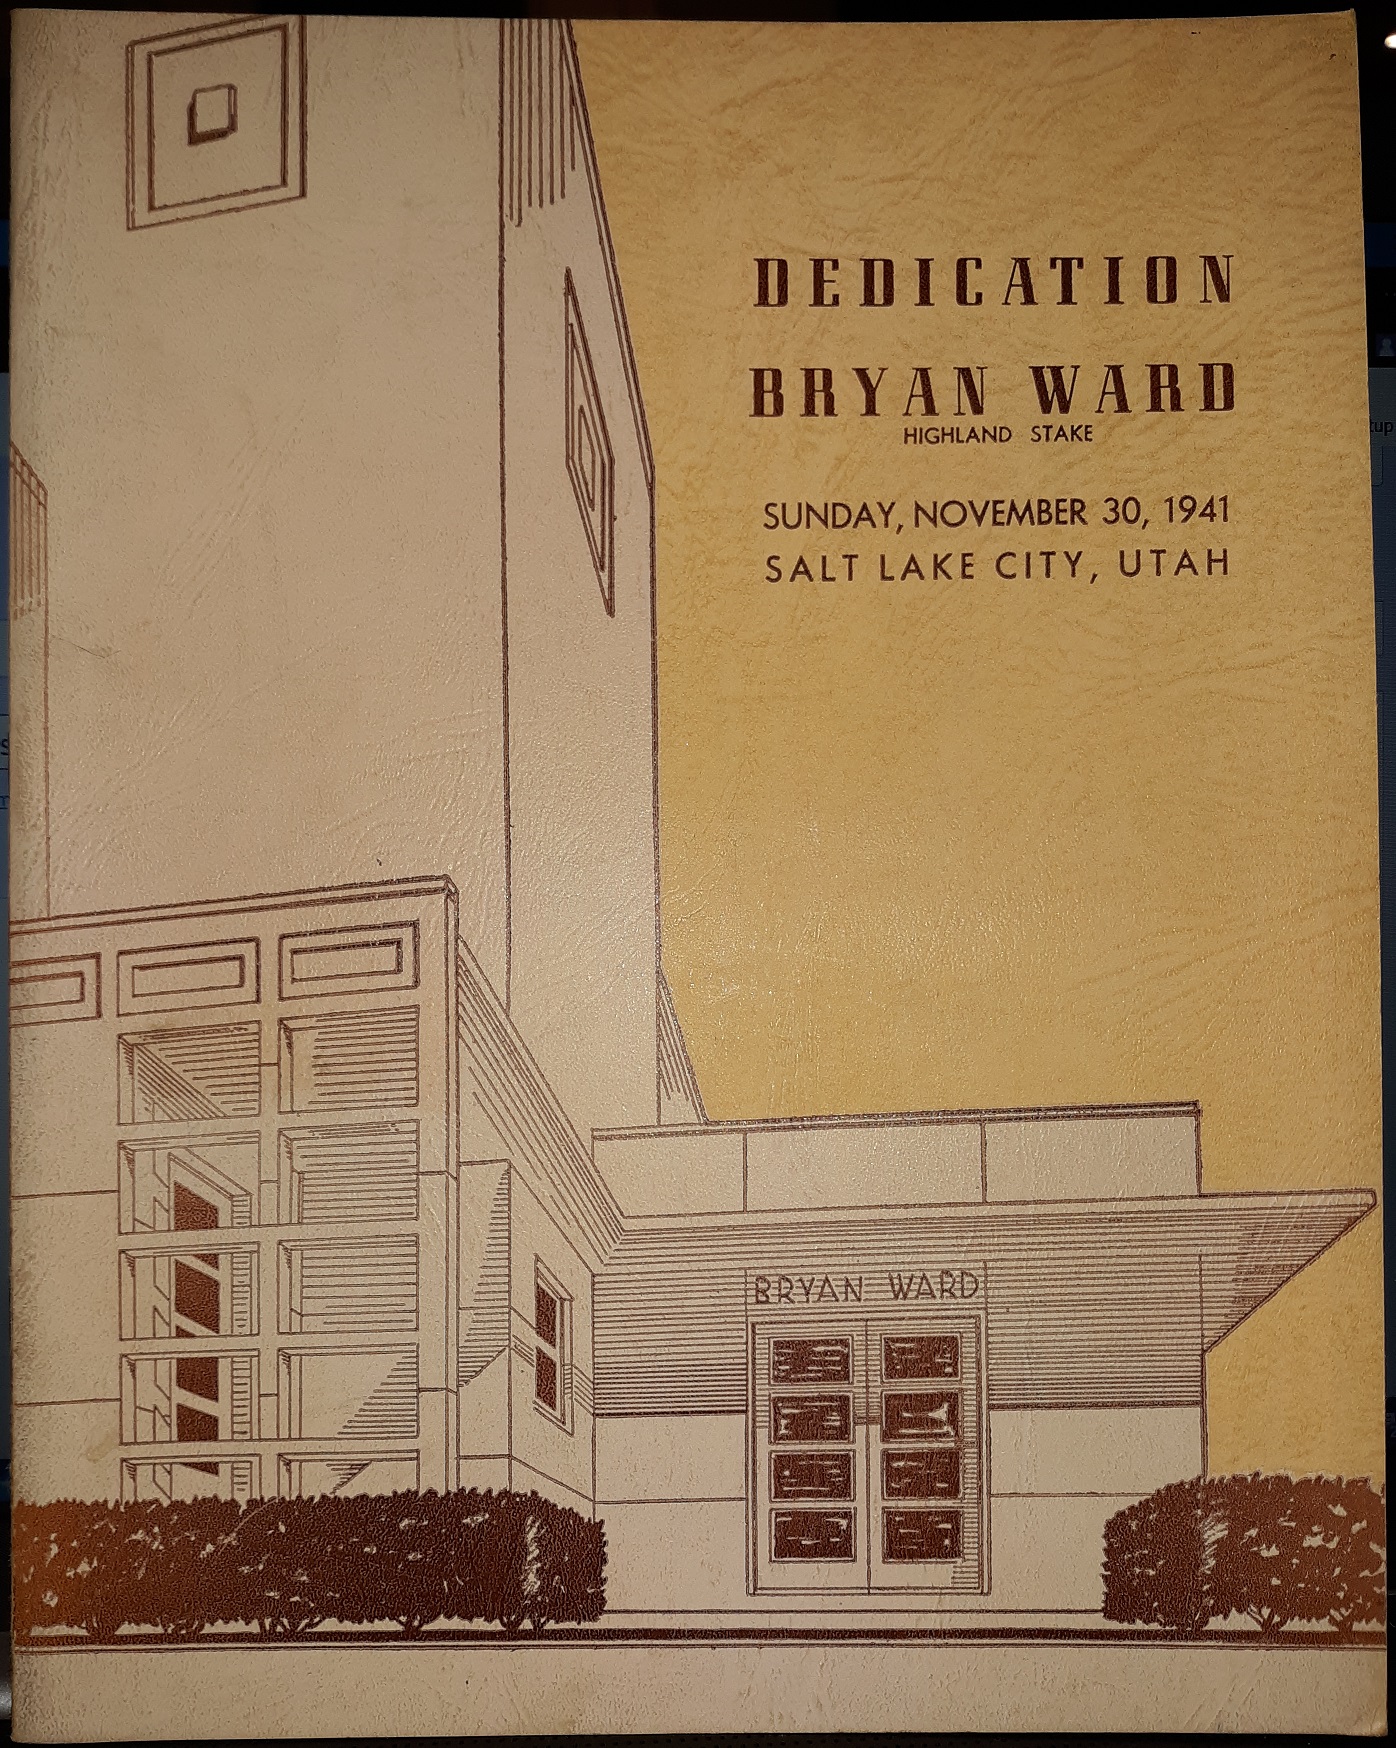 DEDICATION
BRYAN WARD
HIGHLAND STAKE
SUNDAY, NOVEMBER 30, 1941
SALT LAKE CITY, UTAH
BRYAN WARD